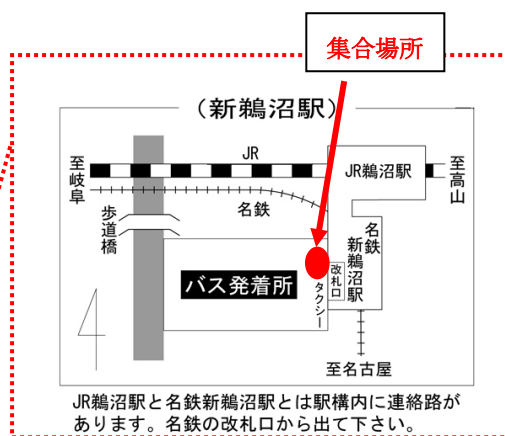 集合場所
（新鵜沼駅）
JR
JR鵜沼駅
至岐阜
至高山
名鉄
歩道橋
名鉄
新鵜沼駅
改札口
バス発着所
タクシー
至名古屋
JR鵜沼駅と名鉄新鵜沼駅とは駅構内に連絡路が
あります。名鉄の改札口から出て下さい。